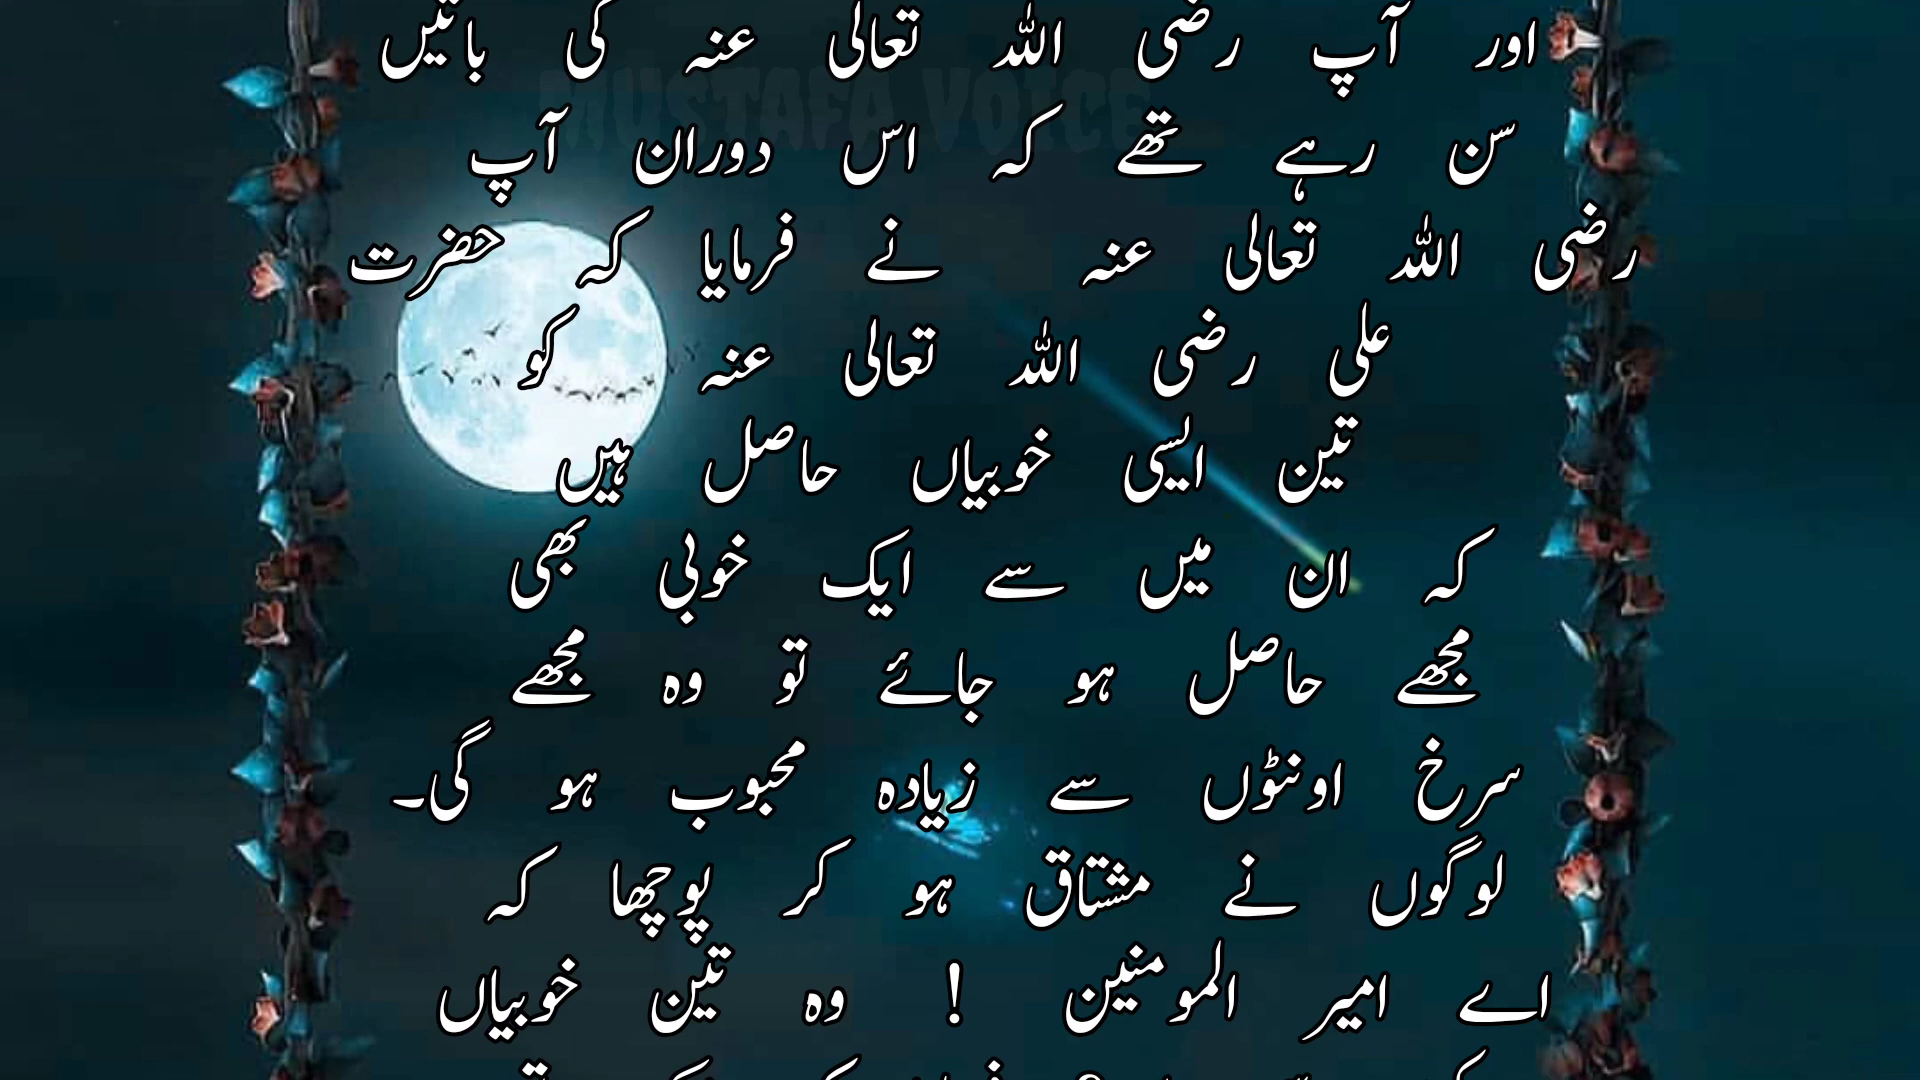 اور آپ رضی اللہ تعالی عنہ کی باتیں
MUSTAFA VOICE
سن رہے تھے کہ اس دوران آپ
رضی اللہ تعالی عنہ نے فرمایا کہ حضرت
علی رضی اللہ تعالی عنہ کو
تین ایسی خوبیاں حاصل ہیں
کہ ان میں سے ایک خوبی بھی
مجھے حاصل ہو جائے تو وہ مجھے
سرخ اونٹوں سے زیادہ محبوب ہو گی۔
لوگوں نے مشتاق ہو کر پوچھا کہ
اے امیر المومنین ! وہ تین خوبیاں